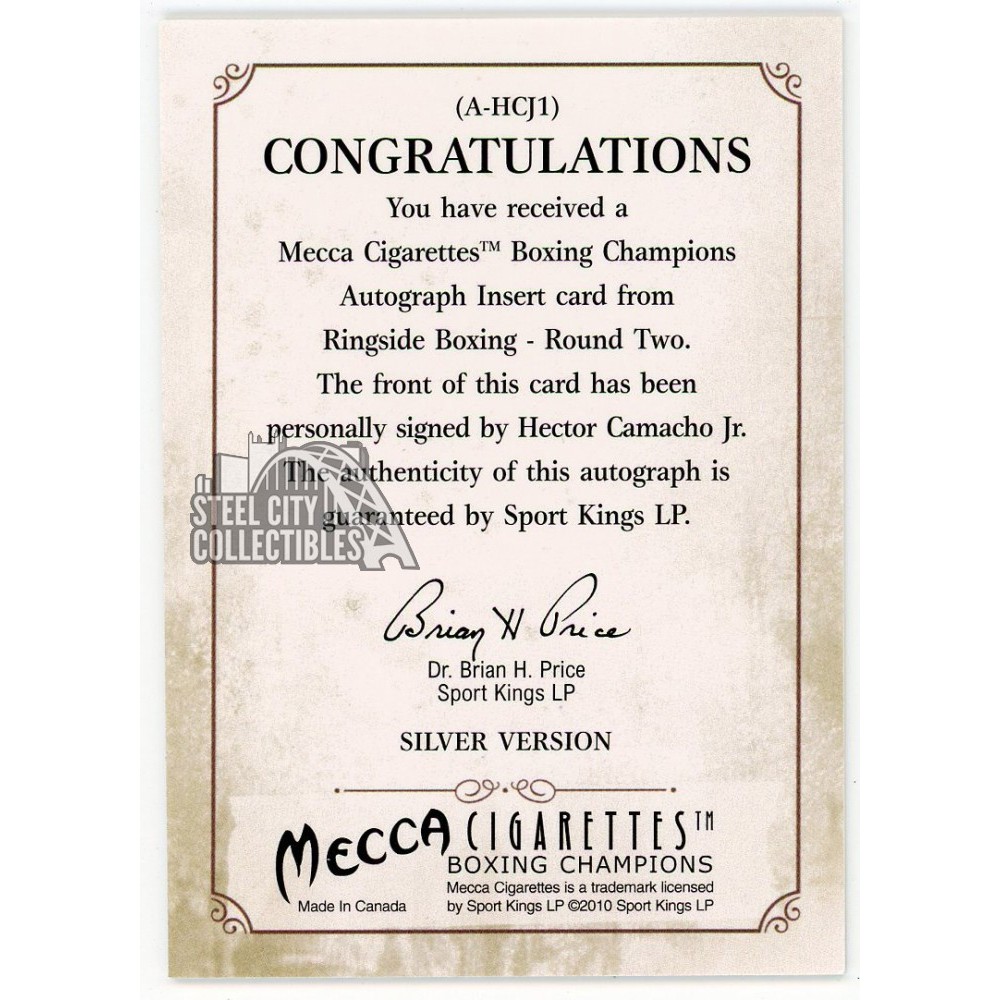 (A-HCJ1)
CONGRATULATIONS
You have received a
Mecca Cigarettes™ Boxing Champions
Autograph Insert card from
Ringside Boxing - Round Two.
The front of this card has been
personally signed by Hector Camacho Jr.
The authenticity of this autograph is
guaranteed by Sport Kings LP.
STEEL CITY
COLLECTIBLES
Brian H Price
Dr. Brian H. Price
Sport Kings LP
SILVER VERSION
MECCA CIGARETTES™
BOXING CHAMPIONS
Mecca Cigarettes is a trademark licensed
Made In Canada by Sport Kings LP ©2010 Sport Kings LP